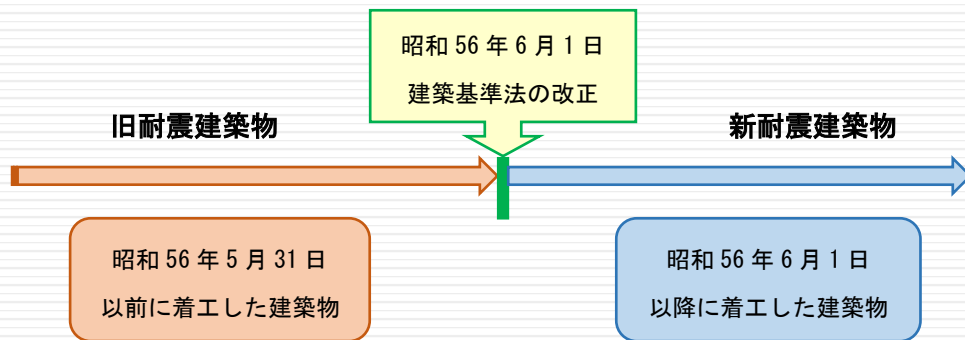 昭和 56 年 6 月 1 日
建築基準法の改正
旧耐震建築物
新耐震建築物
昭和 56 年 5 月 31 日
以前に着工した建築物
昭和 56 年 6 月 1 日
以降に着工した建築物